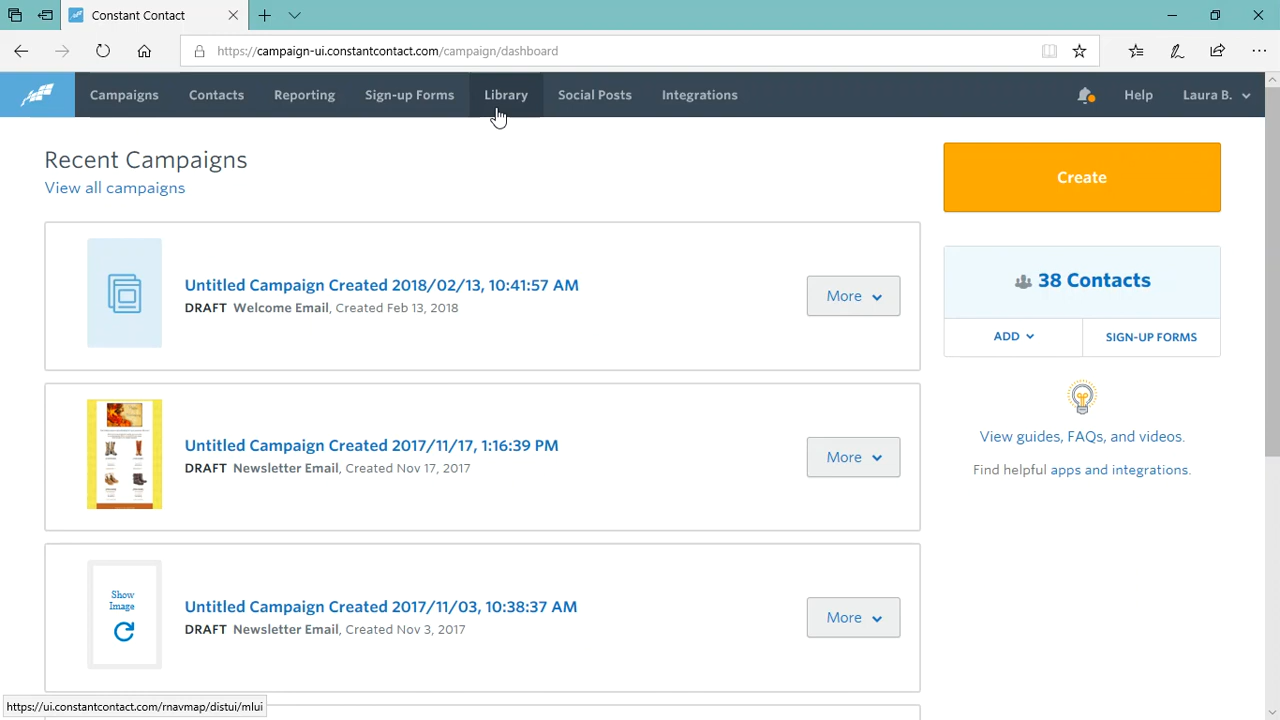 Constant Contact
https://campaign-ui.constantcontact.com/campaign/dashboard
Campaigns Contacts Reporting Sign-up Forms Library Social Posts Integrations Help Laura B.
Recent Campaigns
View all campaigns
Create
Untitled Campaign Created 2018/02/13, 10:41:57 AM
DRAFT Welcome Email, Created Feb 13, 2018
More
38 Contacts
ADD SIGN-UP FORMS
View guides, FAQs, and videos.
Find helpful apps and integrations.
Untitled Campaign Created 2017/11/17, 1:16:39 PM
DRAFT Newsletter Email, Created Nov 17, 2017
More
Show
Image
Untitled Campaign Created 2017/11/03, 10:38:37 AM
DRAFT Newsletter Email, Created Nov 3, 2017
More
https://ui.constantcontact.com/rnavmap/distui/mlui